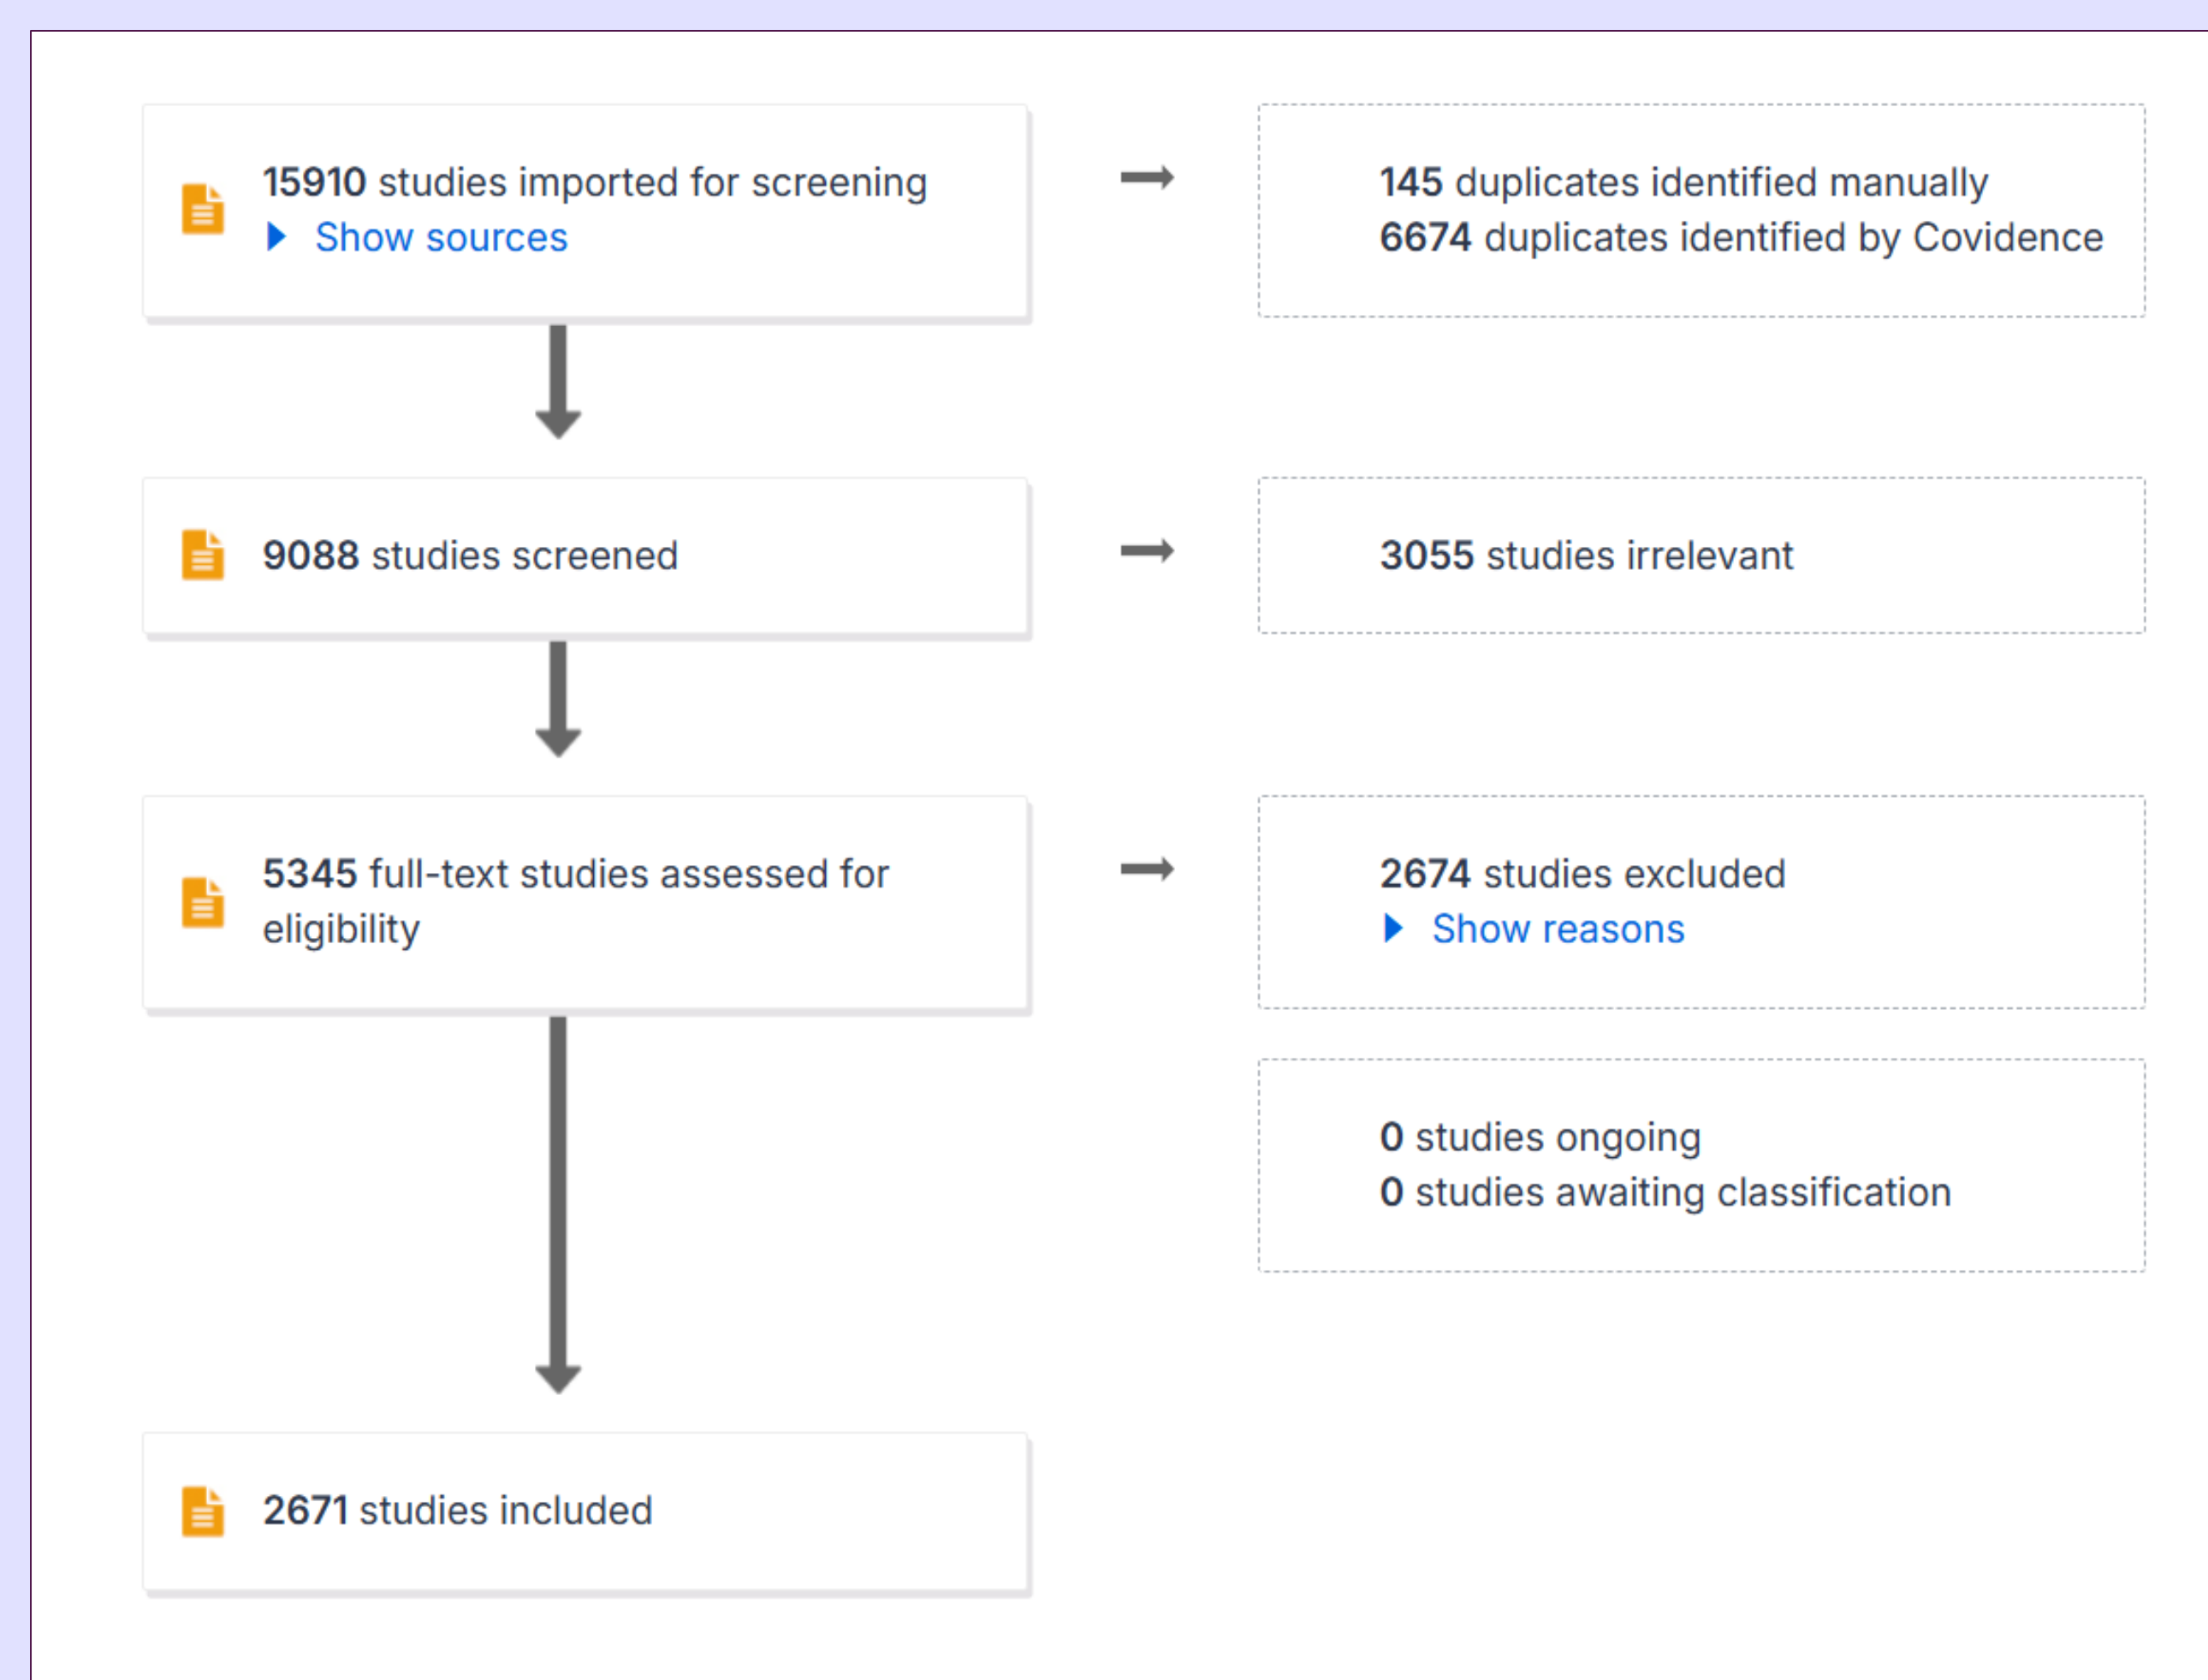 15910 studies imported for screening
Show sources
145 duplicates identified manually
6674 duplicates identified by Covidence
9088 studies screened
3055 studies irrelevant
5345 full-text studies assessed for
eligibility
2674 studies excluded
Show reasons
0 studies ongoing
0 studies awaiting classification
2671 studies included